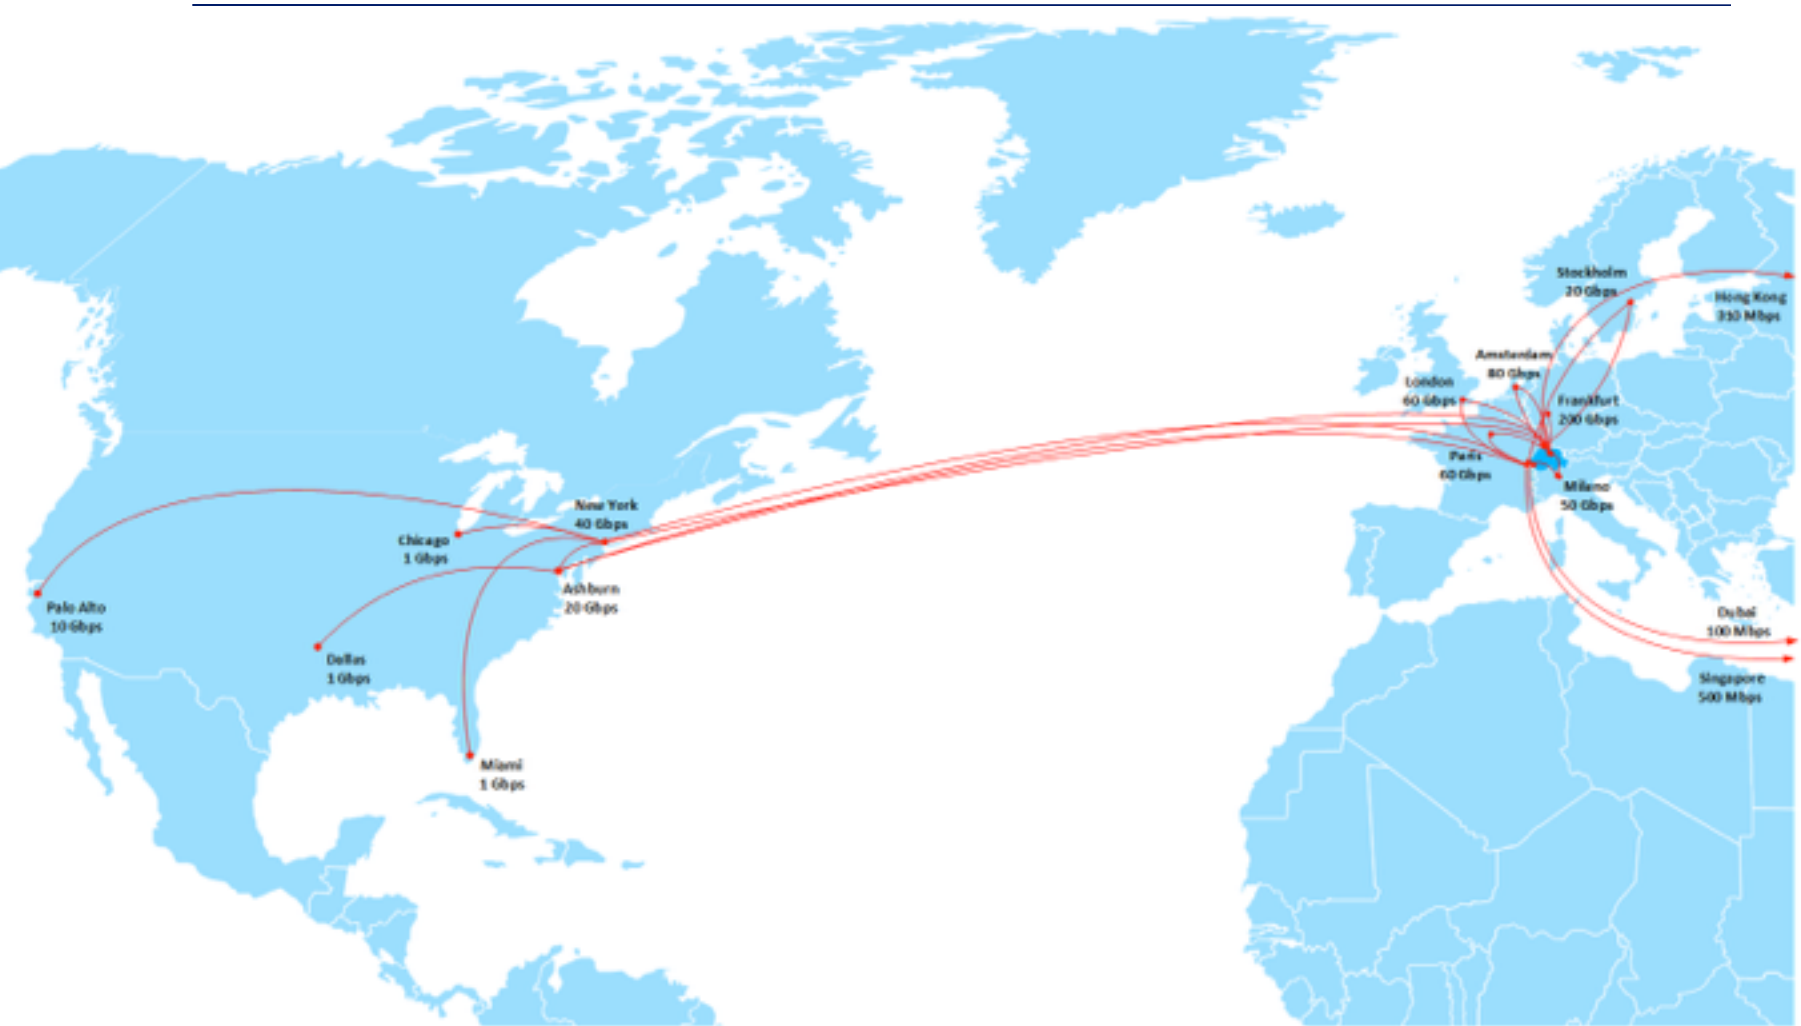 Stockholm
20 Gbps
Hong Kong
310 Mbps
Amsterdam
80 Gbps
London
60 Gbps
Frankfurt
200 Gbps
Paris
60 Gbps
Milano
50 Gbps
New York
40 Gbps
Chicago
1 Gbps
Ashburn
20 Gbps
Palo Alto
10 Gbps
Dallas
1 Gbps
Dubai
100 Mbps
Singapore
500 Mbps
Miami
1 Gbps